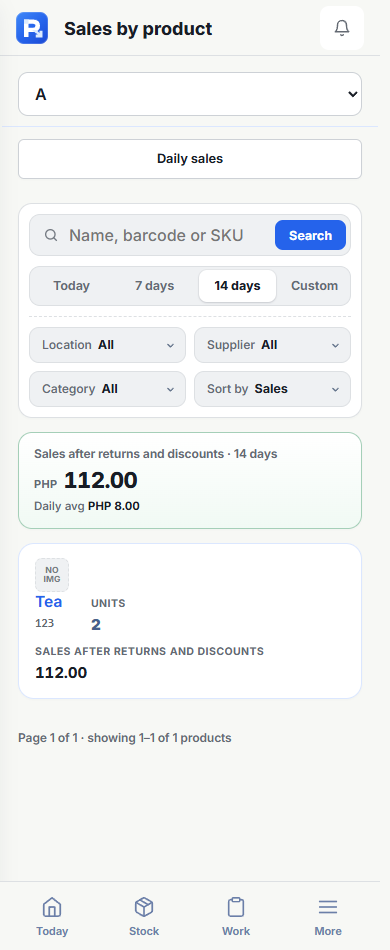 Sales by product
A
Daily sales
Name, barcode or SKU
Search
Today 7 days 14 days Custom
Location All Supplier All
Category All Sort by Sales
Sales after returns and discounts · 14 days
PHP 112.00
Daily avg PHP 8.00
NO
IMG
Tea UNITS
123 2
SALES AFTER RETURNS AND DISCOUNTS
112.00
Page 1 of 1 · showing 1–1 of 1 products
Today Stock Work More